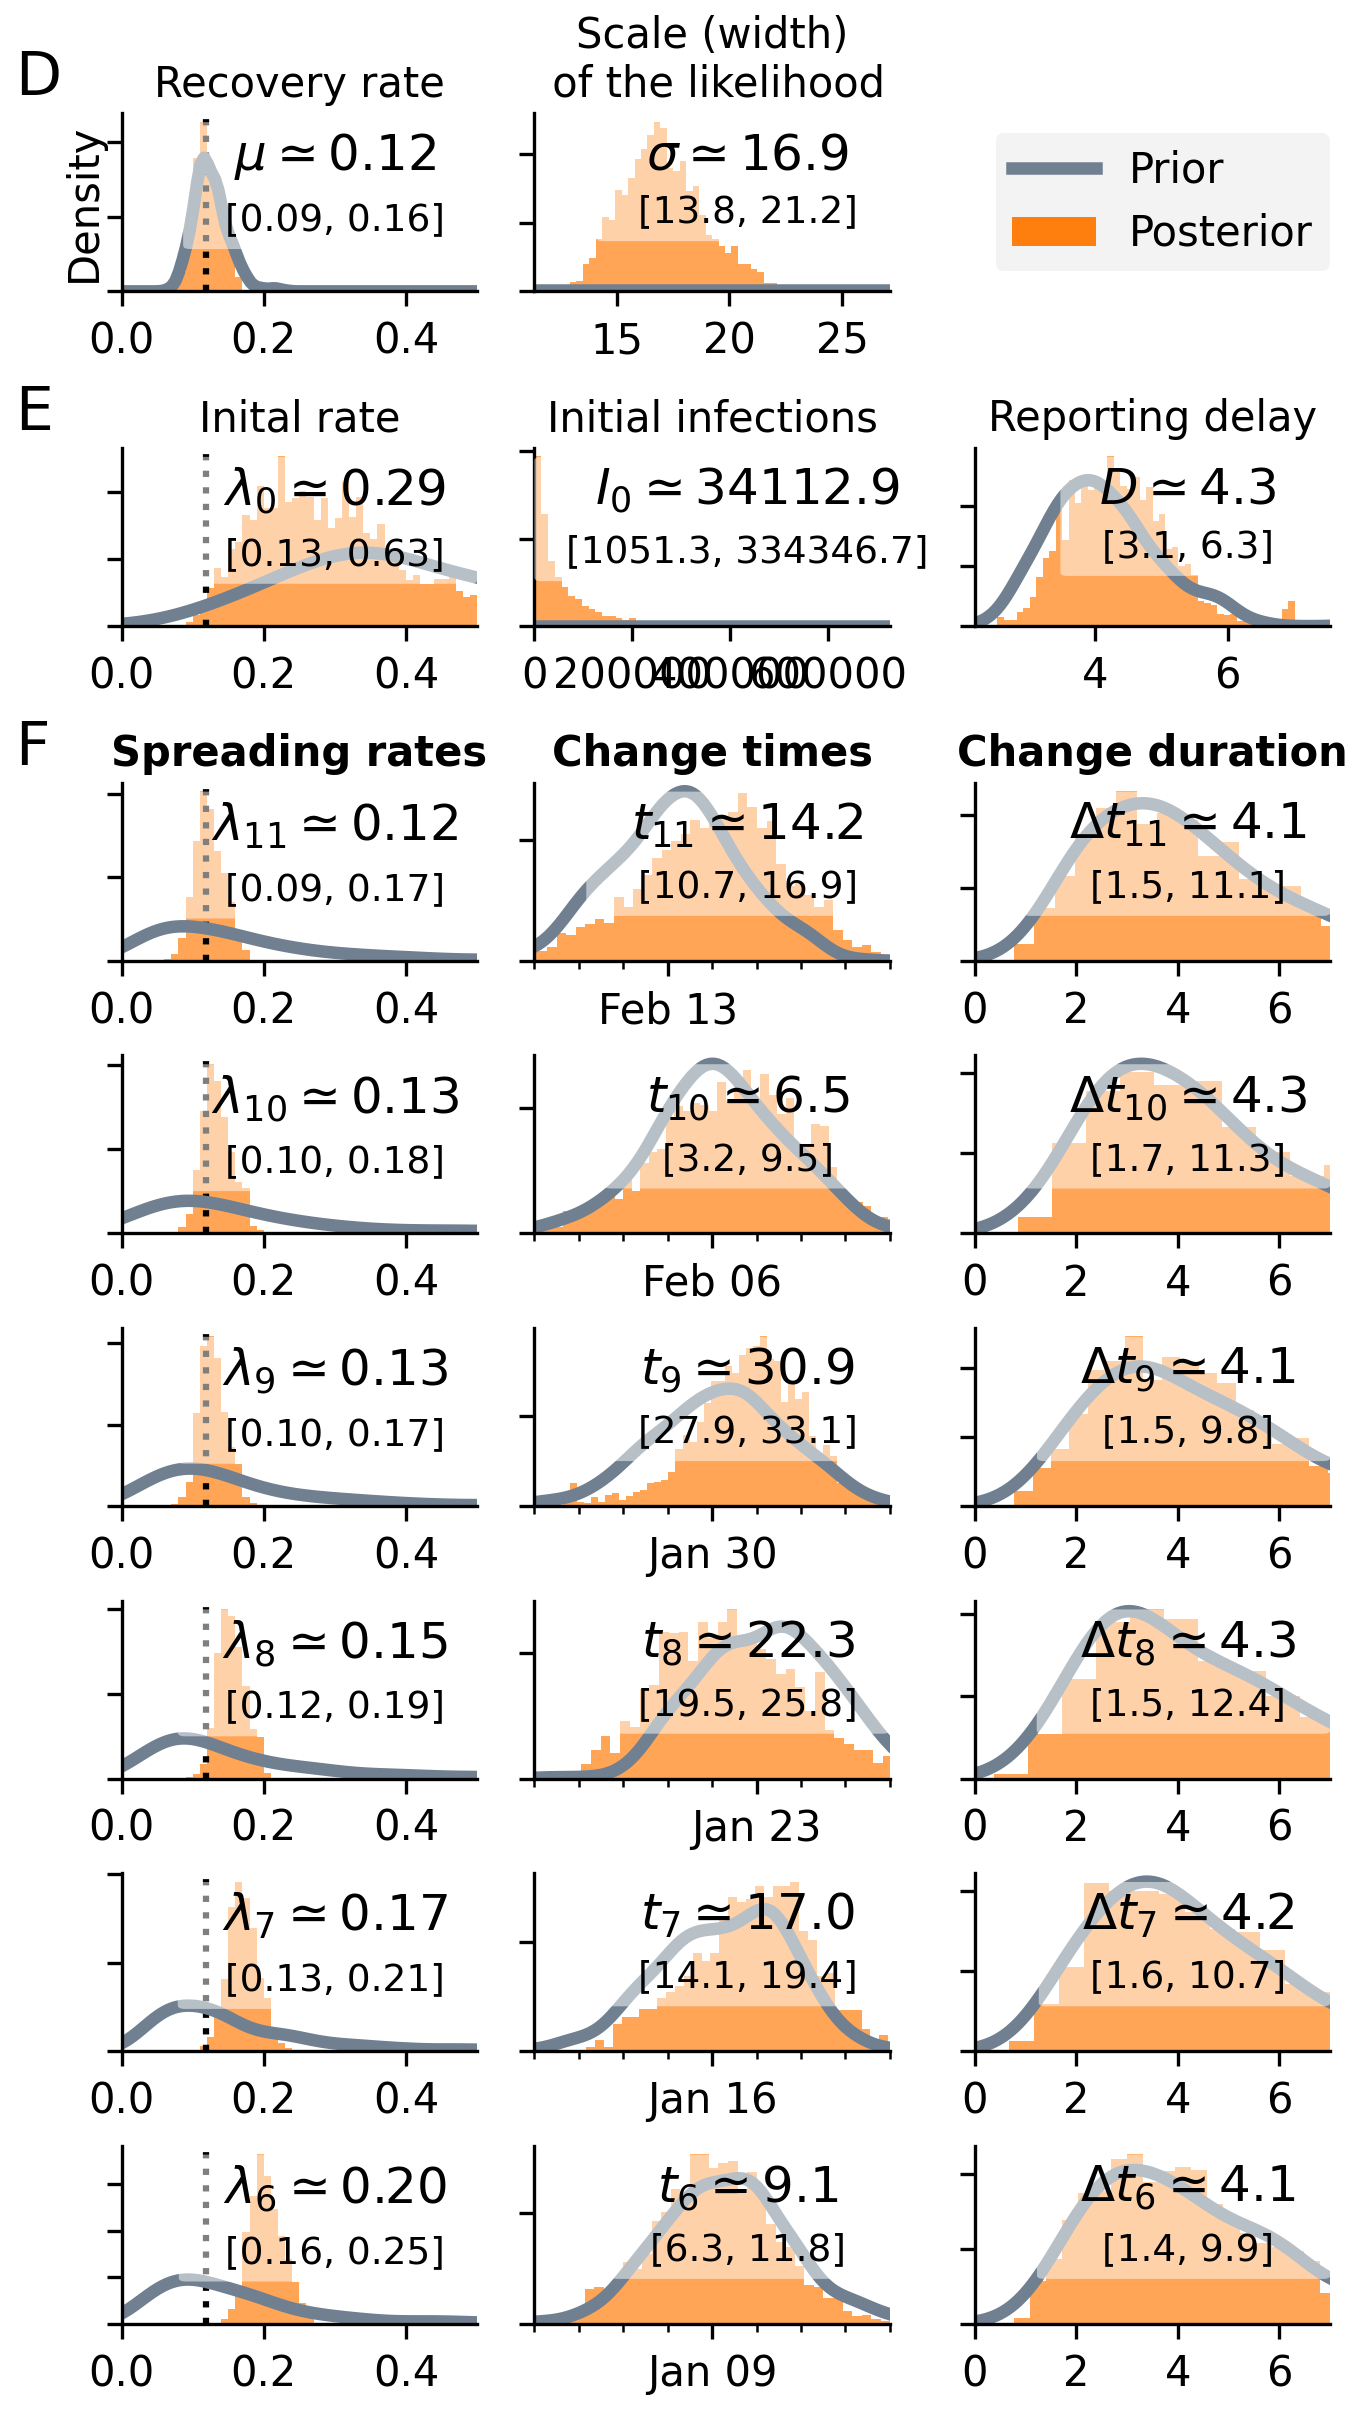 D
Recovery rate
Scale (width)
of the likelihood
Density
μ ≃ 0.12
[0.09, 0.16]
σ ≃ 16.9
[13.8, 21.2]
Prior
Posterior
0.0 0.2 0.4
15 20 25
E
Inital rate
Initial infections
Reporting delay
λ0 ≃ 0.29
[0.13, 0.63]
I0 ≃ 34112.9
[1051.3, 334346.7]
D ≃ 4.3
[3.1, 6.3]
0.0 0.2 0.4
0 200000 400000 600000
4 6
F
Spreading rates
Change times
Change duration
λ11 ≃ 0.12
[0.09, 0.17]
t11 ≃ 14.2
[10.7, 16.9]
Δt11 ≃ 4.1
[1.5, 11.1]
0.0 0.2 0.4
Feb 13
0 2 4 6
λ10 ≃ 0.13
[0.10, 0.18]
t10 ≃ 6.5
[3.2, 9.5]
Δt10 ≃ 4.3
[1.7, 11.3]
0.0 0.2 0.4
Feb 06
0 2 4 6
λ9 ≃ 0.13
[0.10, 0.17]
t9 ≃ 30.9
[27.9, 33.1]
Δt9 ≃ 4.1
[1.5, 9.8]
0.0 0.2 0.4
Jan 30
0 2 4 6
λ8 ≃ 0.15
[0.12, 0.19]
t8 ≃ 22.3
[19.5, 25.8]
Δt8 ≃ 4.3
[1.5, 12.4]
0.0 0.2 0.4
Jan 23
0 2 4 6
λ7 ≃ 0.17
[0.13, 0.21]
t7 ≃ 17.0
[14.1, 19.4]
Δt7 ≃ 4.2
[1.6, 10.7]
0.0 0.2 0.4
Jan 16
0 2 4 6
λ6 ≃ 0.20
[0.16, 0.25]
t6 ≃ 9.1
[6.3, 11.8]
Δt6 ≃ 4.1
[1.4, 9.9]
0.0 0.2 0.4
Jan 09
0 2 4 6